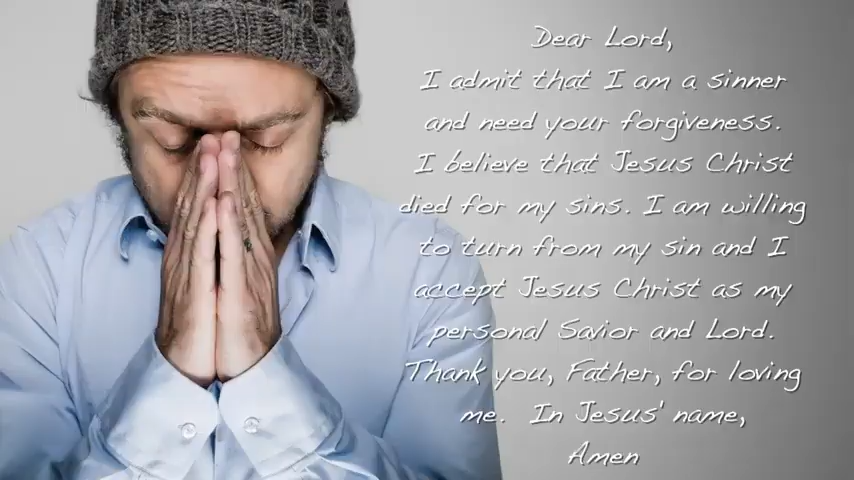 Dear Lord,
I admit that I am a sinner
and need your forgiveness.
I believe that Jesus Christ
died for my sins. I am willing
to turn from my sin and I
accept Jesus Christ as my
personal Savior and Lord.
Thank you, Father, for loving
me. In Jesus' name,
Amen